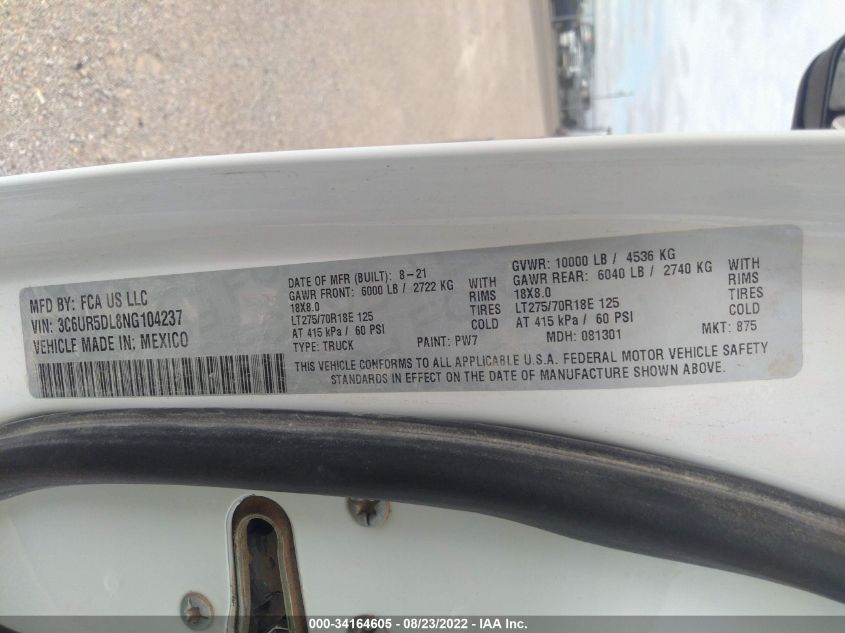 MFD BY: FCA US LLC
VIN: 3C6UR5DL8NG104237
VEHICLE MADE IN: MEXICO
DATE OF MFR (BUILT): 8-21
GAWR FRONT: 6000 LB / 2722 KG WITH
18X8.0 RIMS
LT275/70R18E 125 TIRES
AT 415 kPa / 60 PSI COLD
TYPE: TRUCK PAINT: PW7
GVWR: 10000 LB / 4536 KG
GAWR REAR: 6040 LB / 2740 KG WITH
18X8.0 RIMS
LT275/70R18E 125 TIRES
AT 415 kPa / 60 PSI COLD
MDH: 081301 MKT: 875
THIS VEHICLE CONFORMS TO ALL APPLICABLE U.S.A. FEDERAL MOTOR VEHICLE SAFETY
STANDARDS IN EFFECT ON THE DATE OF MANUFACTURE SHOWN ABOVE.
000-34164605 - 08/23/2022 - IAA Inc.